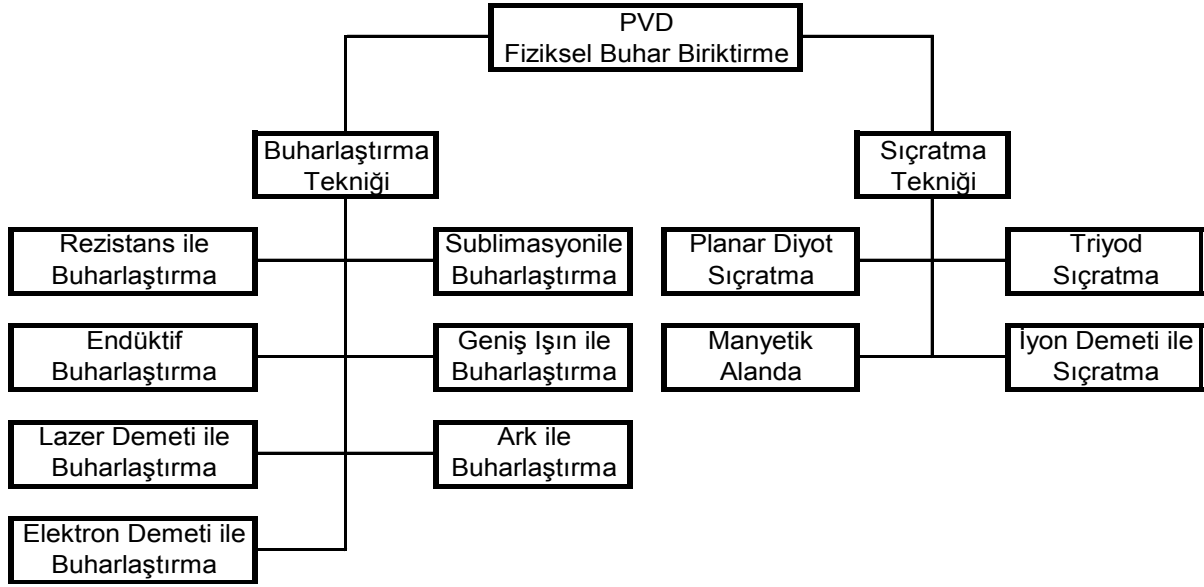 PVD
Fiziksel Buhar Biriktirme
Buharlaştırma
Tekniği
Sıçratma
Tekniği
Rezistans ile
Buharlaştırma
Sublimasyonile
Buharlaştırma
Planar Diyot
Sıçratma
Triyod
Sıçratma
Endüktif
Buharlaştırma
Geniş Işın ile
Buharlaştırma
Manyetik
Alanda
İyon Demeti ile
Sıçratma
Lazer Demeti ile
Buharlaştırma
Ark ile
Buharlaştırma
Elektron Demeti ile
Buharlaştırma